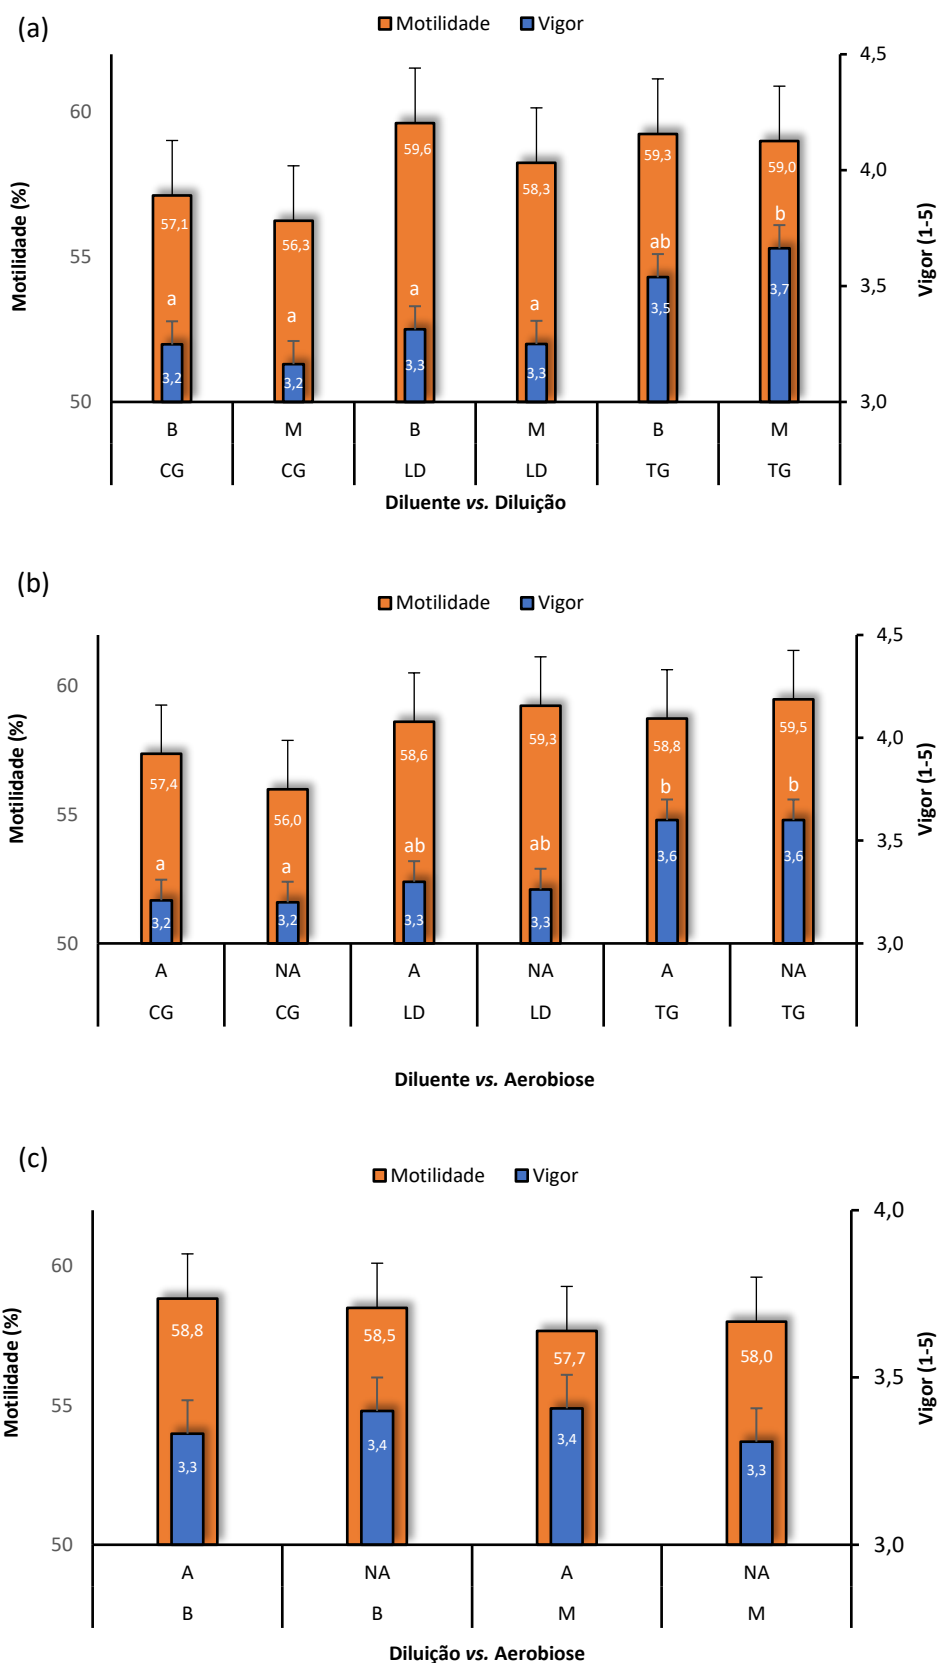 (a)
Motilidade Vigor
4,5
60
59,6
59,3
59,0
4,0
58,3
57,1
56,3
b
ab
55
a
a
a
a
3,5
3,7
3,5
3,3
3,3
3,2
3,2
50
3,0
B M B M B M
CG CG LD LD TG TG
Motilidade (%)
Vigor (1-5)
Diluente vs. Diluição
(b)
Motilidade Vigor
4,5
60
59,5
59,3
58,8
58,6
4,0
57,4
56,0
b b
55
ab ab
a a
3,5
3,6 3,6
3,3 3,3
3,2 3,2
50
3,0
A NA A NA A NA
CG CG LD LD TG TG
Motilidade (%)
Vigor (1-5)
Diluente vs. Aerobiose
(c)
Motilidade Vigor
4,0
60
58,8 58,5 57,7 58,0
55
3,5
3,3 3,4 3,4 3,3
50
3,0
A NA A NA
B B M M
Motilidade (%)
Vigor (1-5)
Diluição vs. Aerobiose